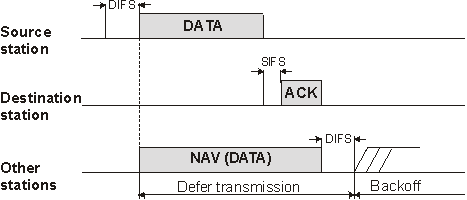 DIFS
DATA
Source
station
SIFS
ACK
Destination
station
DIFS
NAV (DATA)
Other
stations
Defer transmission
Backoff